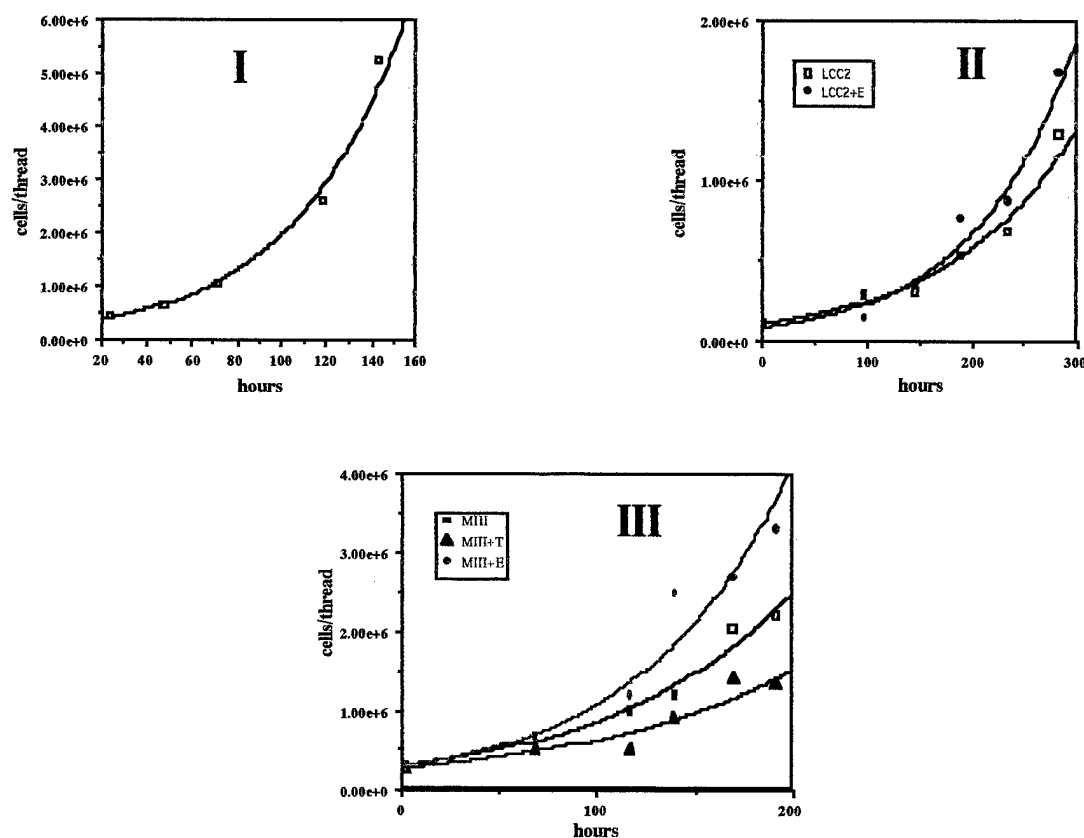 I
cells/thread
6.00e+6
5.00e+6
4.00e+6
3.00e+6
2.00e+6
1.00e+6
0.00e+0
20 40 60 80 100 120 140 160
hours
II
LCC2
LCC2+E
cells/thread
2.00e+6
1.00e+6
0.00e+0
0 100 200 300
hours
III
MIII
MIII+T
MIII+E
cells/thread
4.00e+6
3.00e+6
2.00e+6
1.00e+6
0.00e+0
0 100 200
hours